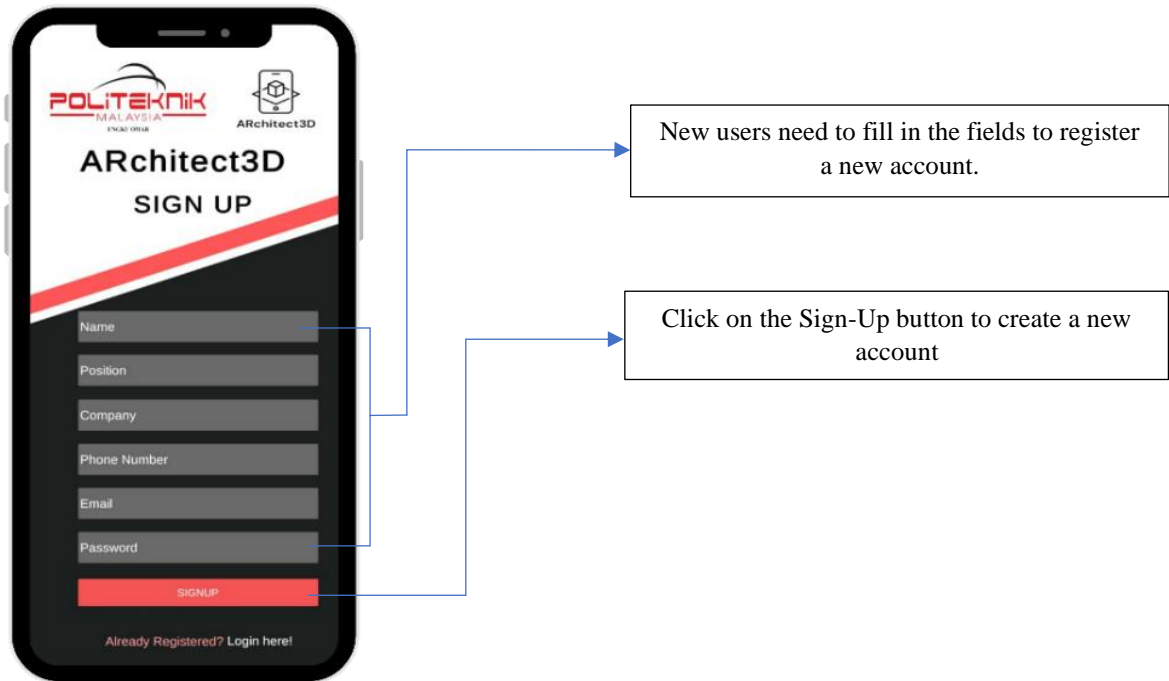 POLITEKNIK
MALAYSIA
UNGKU OMAR
ARchitect3D
ARchitect3D
SIGN UP
Name
Position
Company
Phone Number
Email
Password
SIGNUP
Already Registered? Login here!
New users need to fill in the fields to register
a new account.
Click on the Sign-Up button to create a new
account